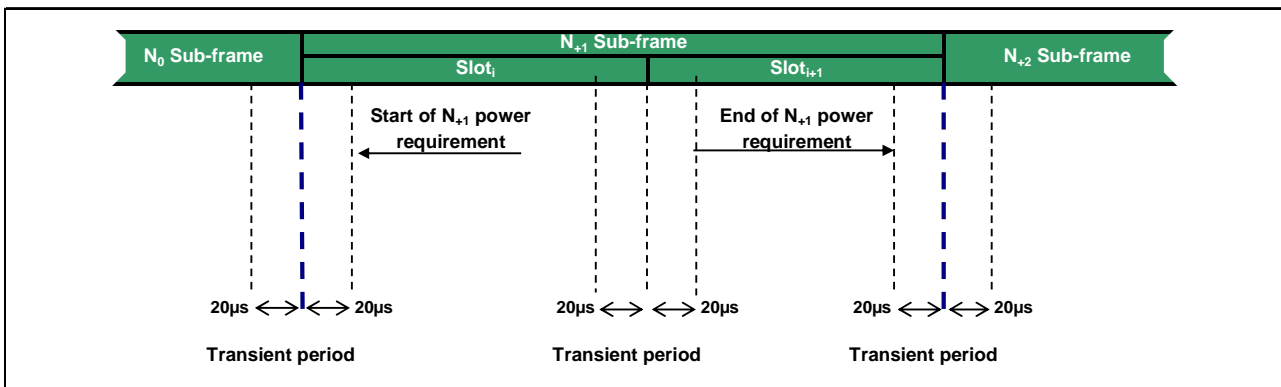 N₀ Sub-frame
N₊₁ Sub-frame
N₊₂ Sub-frame
Slotᵢ
Slotᵢ₊₁
Start of N₊₁ power
requirement
End of N₊₁ power
requirement
20µs
20µs
20µs
20µs
20µs
20µs
Transient period
Transient period
Transient period